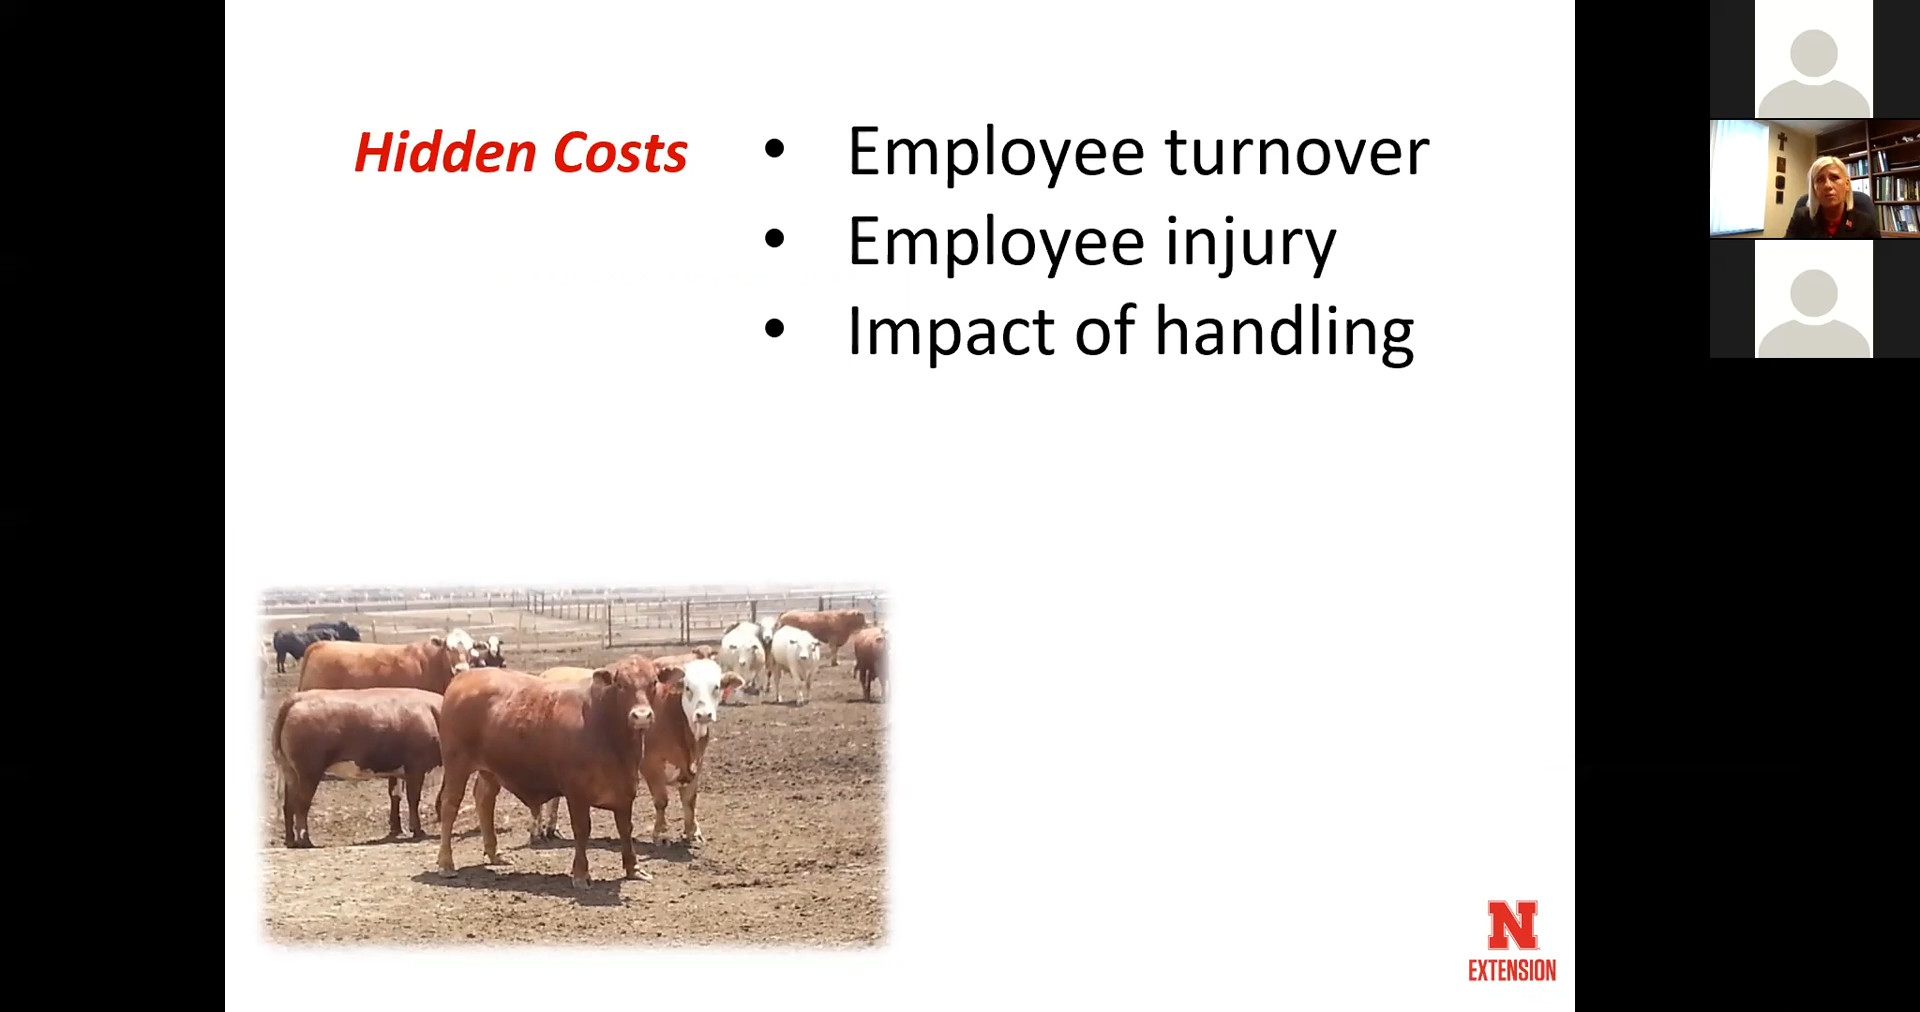 Hidden Costs
• Employee turnover
• Employee injury
• Impact of handling
N
EXTENSION